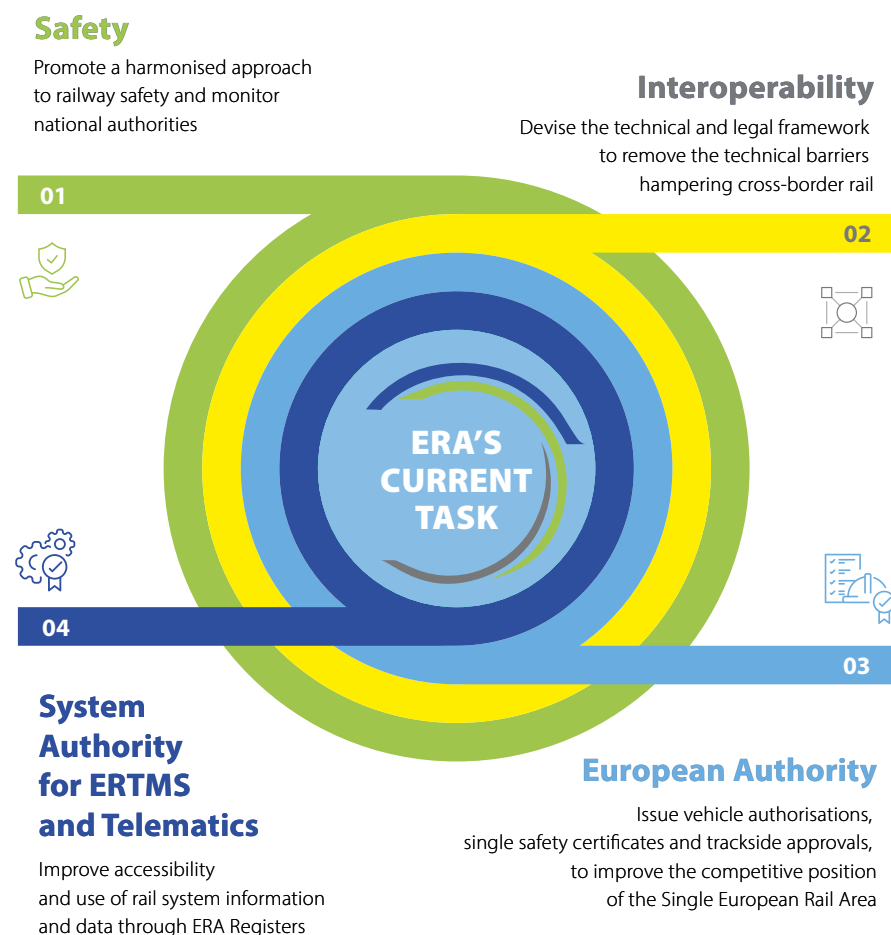 Safety
Promote a harmonised approach
to railway safety and monitor
national authorities
Interoperability
Devise the technical and legal framework
to remove the technical barriers
hampering cross-border rail
01
02
ERA’S
CURRENT
TASK
04
03
System
Authority
for ERTMS
and Telematics
Improve accessibility
and use of rail system information
and data through ERA Registers
European Authority
Issue vehicle authorisations,
single safety certificates and trackside approvals,
to improve the competitive position
of the Single European Rail Area